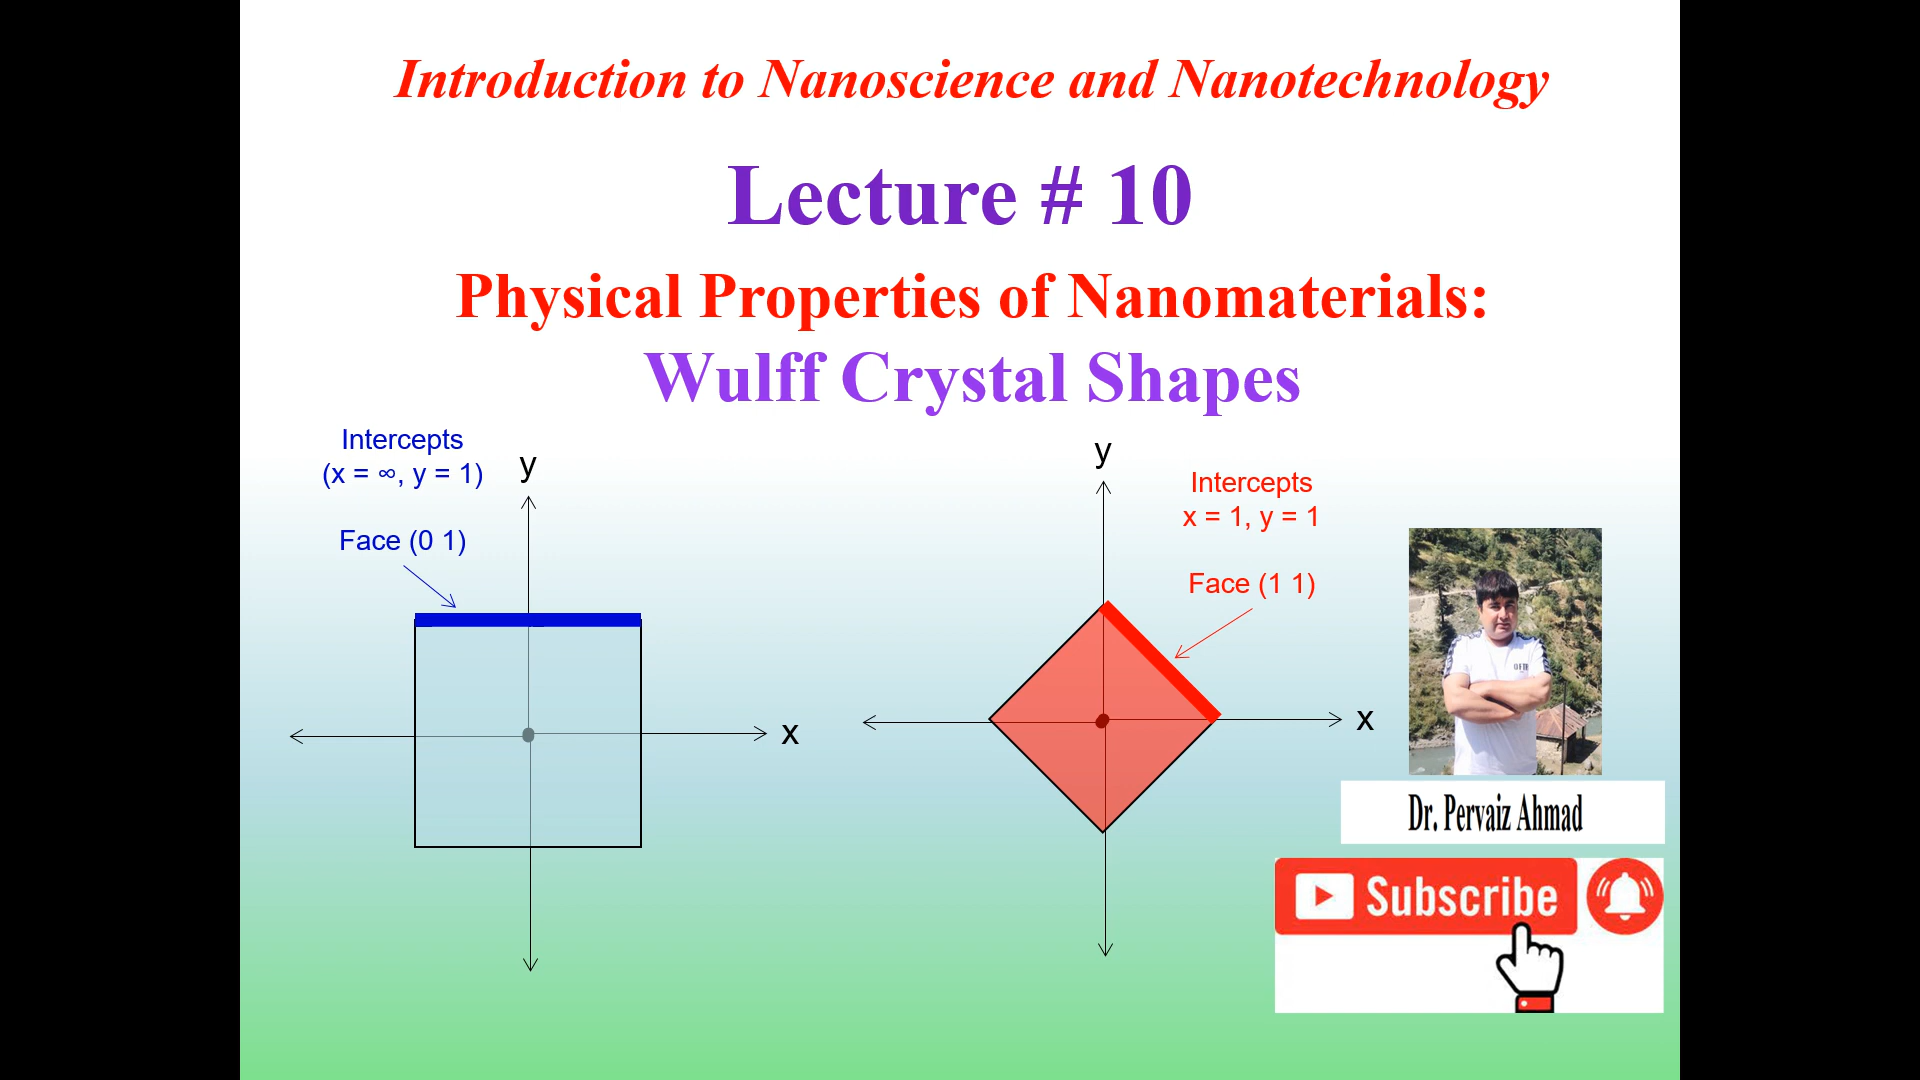 Introduction to Nanoscience and Nanotechnology
Lecture # 10
Physical Properties of Nanomaterials:
Wulff Crystal Shapes
Intercepts
(x = ∞, y = 1)
y
Face (0 1)
x
y
Intercepts
x = 1, y = 1
Face (1 1)
x
Dr. Pervaiz Ahmad
Subscribe